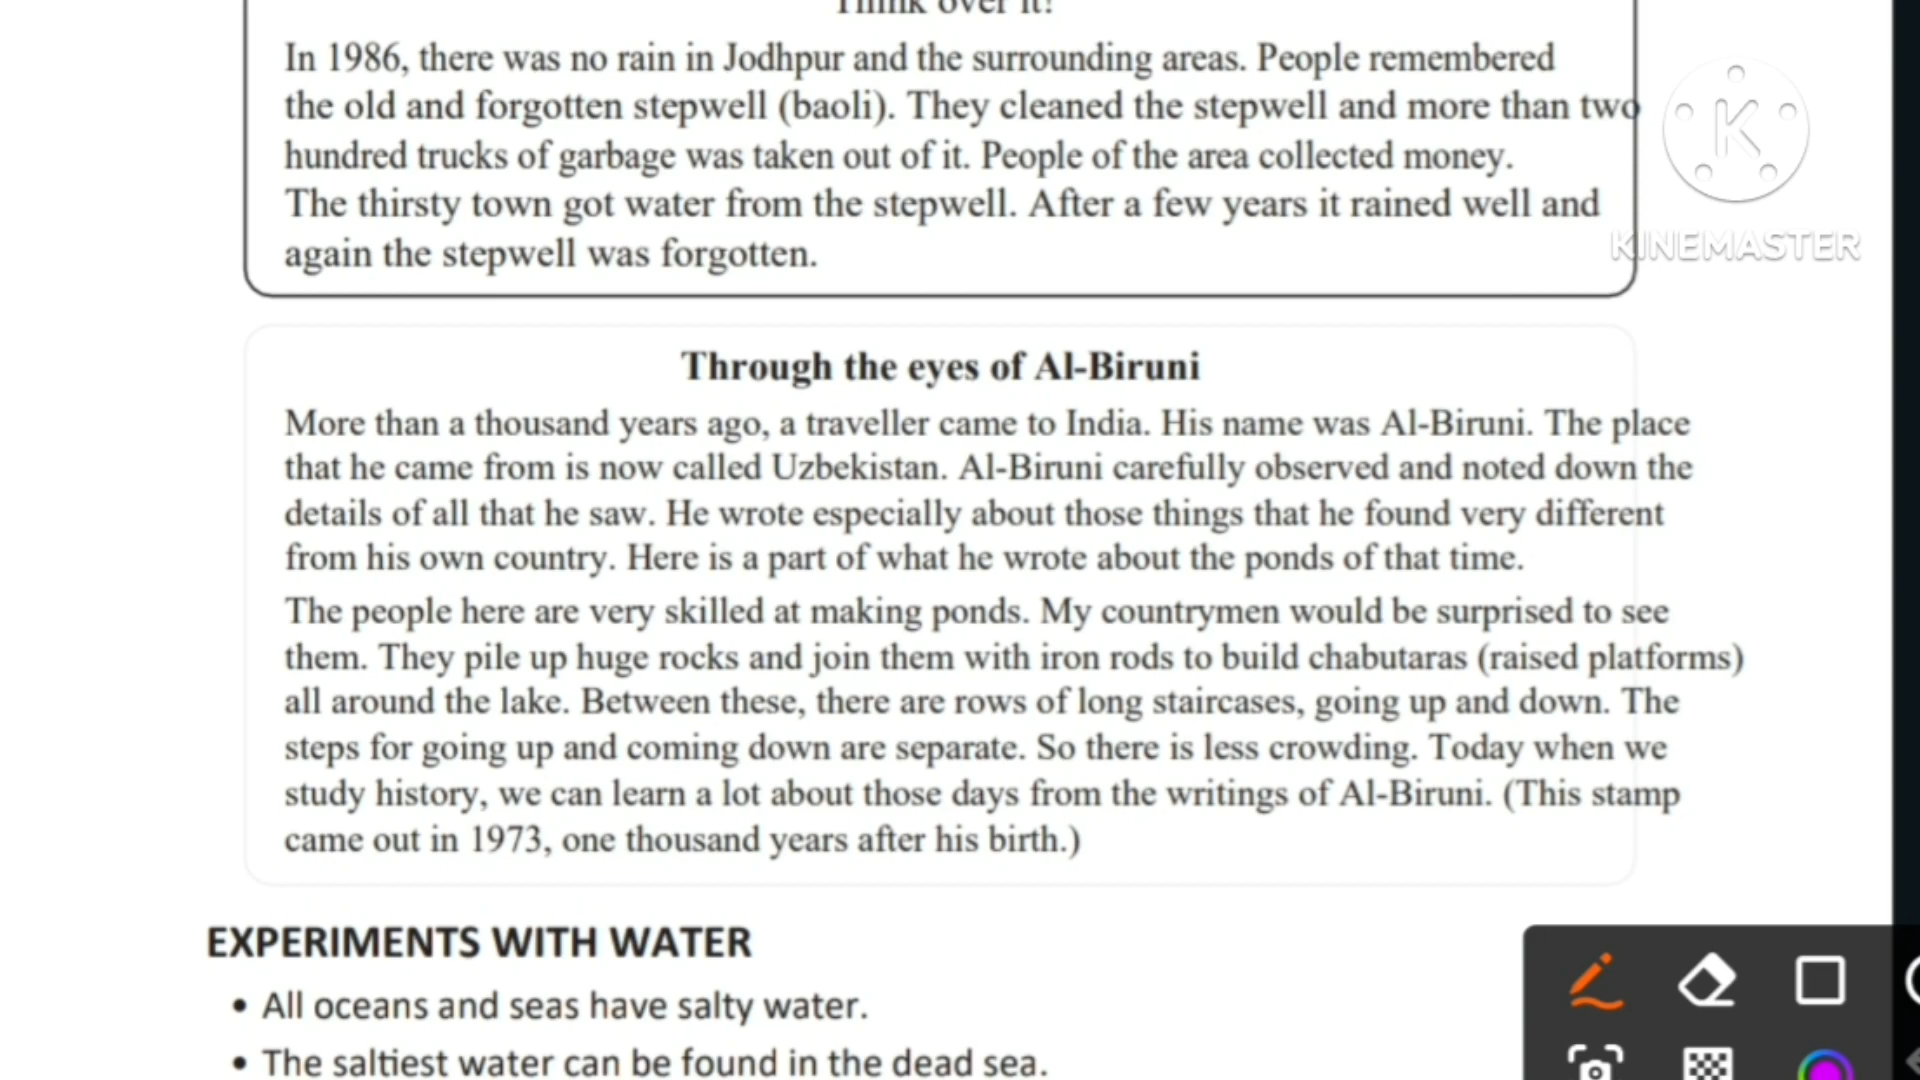 Think over it!
In 1986, there was no rain in Jodhpur and the surrounding areas. People remembered
the old and forgotten stepwell (baoli). They cleaned the stepwell and more than two
hundred trucks of garbage was taken out of it. People of the area collected money.
The thirsty town got water from the stepwell. After a few years it rained well and
again the stepwell was forgotten.
K
KINEMASTER
Through the eyes of Al-Biruni
More than a thousand years ago, a traveller came to India. His name was Al-Biruni. The place
that he came from is now called Uzbekistan. Al-Biruni carefully observed and noted down the
details of all that he saw. He wrote especially about those things that he found very different
from his own country. Here is a part of what he wrote about the ponds of that time.
The people here are very skilled at making ponds. My countrymen would be surprised to see
them. They pile up huge rocks and join them with iron rods to build chabutaras (raised platforms)
all around the lake. Between these, there are rows of long staircases, going up and down. The
steps for going up and coming down are separate. So there is less crowding. Today when we
study history, we can learn a lot about those days from the writings of Al-Biruni. (This stamp
came out in 1973, one thousand years after his birth.)
EXPERIMENTS WITH WATER
• All oceans and seas have salty water.
• The saltiest water can be found in the dead sea.